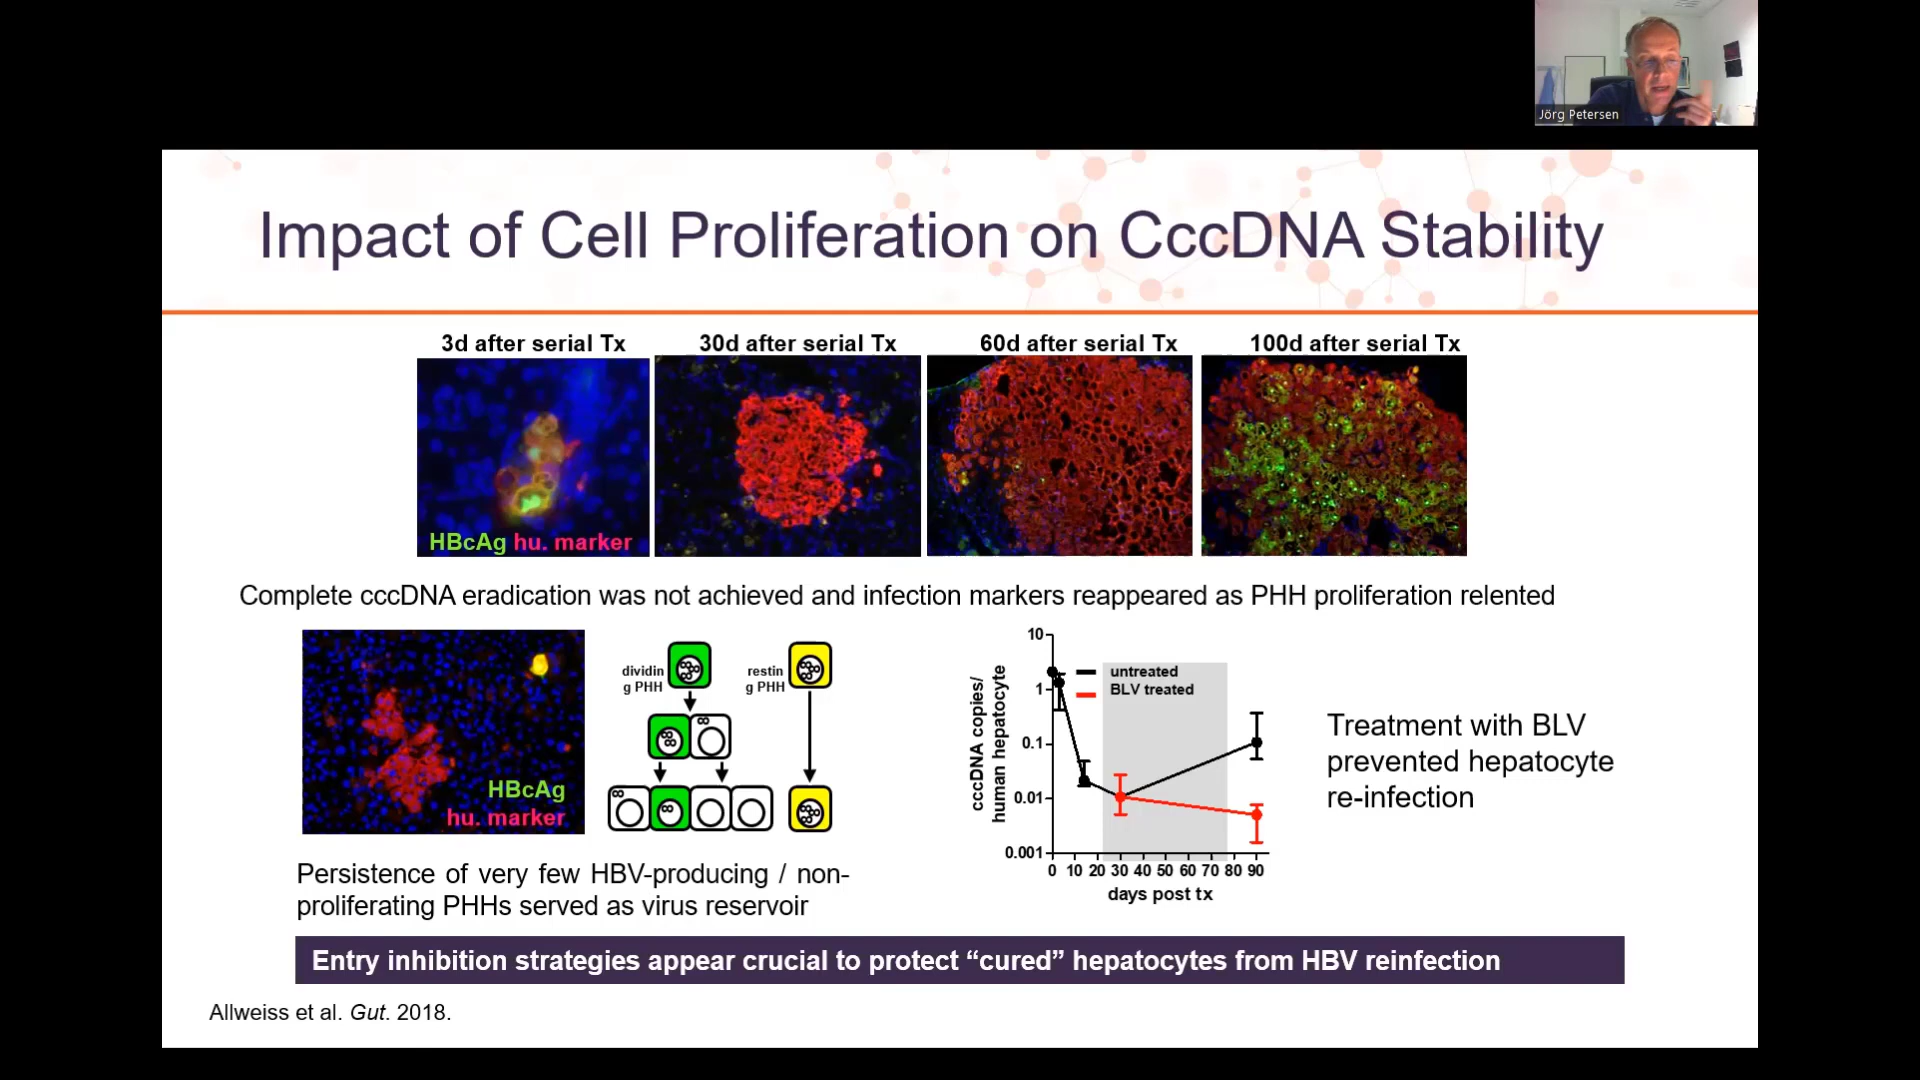 Jörg Petersen
Impact of Cell Proliferation on CccDNA Stability
3d after serial Tx
30d after serial Tx
60d after serial Tx
100d after serial Tx
HBcAg hu. marker
Complete cccDNA eradication was not achieved and infection markers reappeared as PHH proliferation relented
HBcAg
hu. marker
dividin
g PHH
restin
g PHH
cccDNA copies/
human hepatocyte
10
1
0.1
0.01
0.001
untreated
BLV treated
0 10 20 30 40 50 60 70 80 90
days post tx
Treatment with BLV
prevented hepatocyte
re-infection
Persistence of very few HBV-producing / non-
proliferating PHHs served as virus reservoir
Entry inhibition strategies appear crucial to protect “cured” hepatocytes from HBV reinfection
Allweiss et al. Gut. 2018.